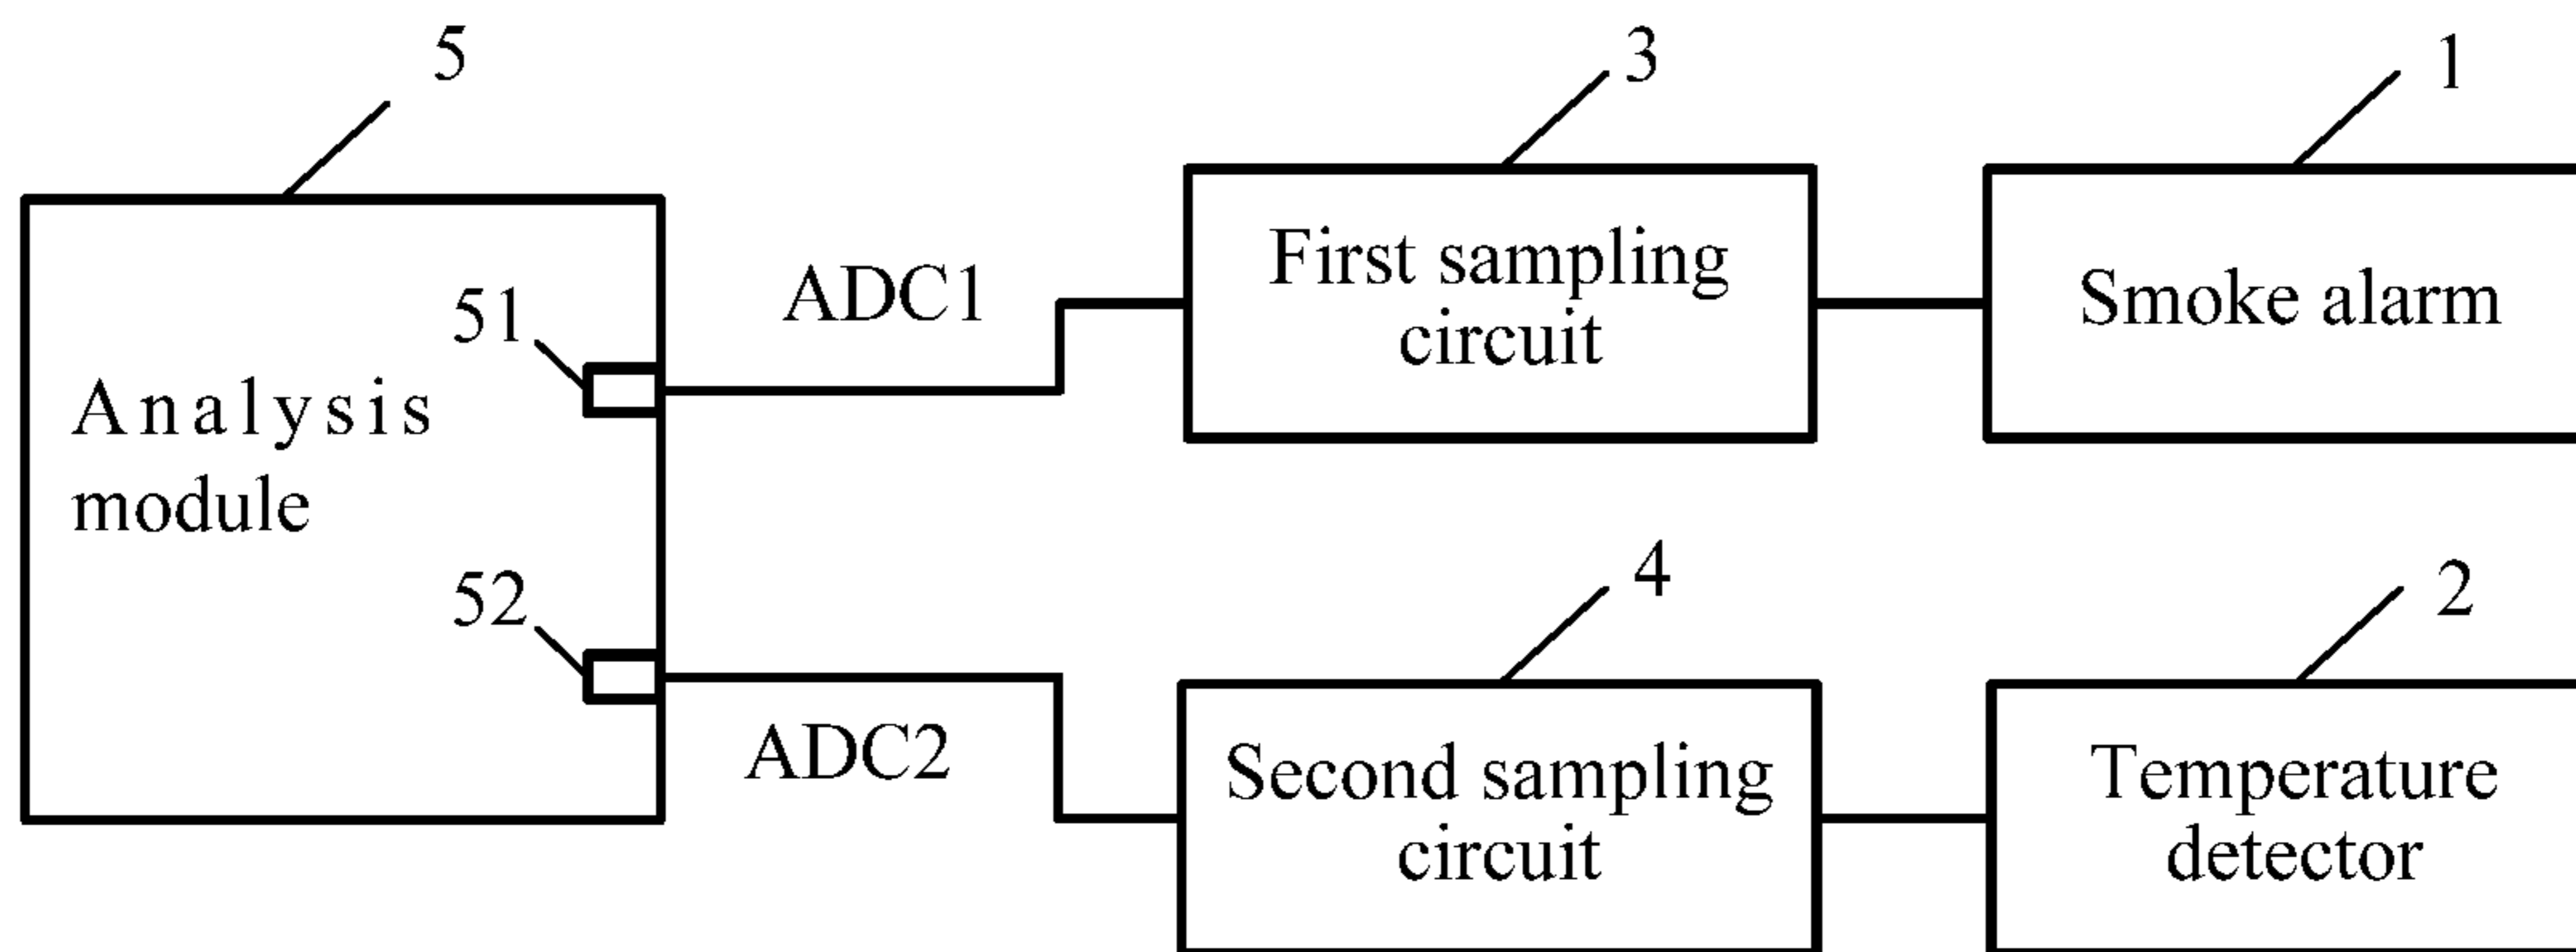 5
3
1
First sampling
circuit
Smoke alarm
ADC1
51
Analysis
module
52
4
2
ADC2
Second sampling
circuit
Temperature
detector